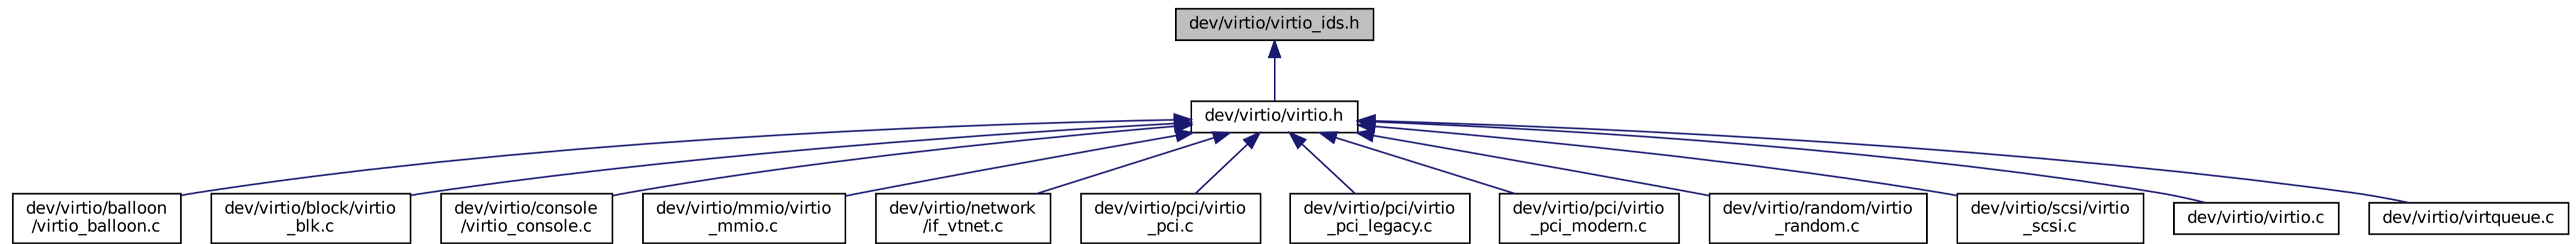 dev/virtio/virtio_ids.h
dev/virtio/virtio.h
dev/virtio/balloon
/virtio_balloon.c
dev/virtio/block/virtio
_blk.c
dev/virtio/console
/virtio_console.c
dev/virtio/mmio/virtio
_mmio.c
dev/virtio/network
/if_vtnet.c
dev/virtio/pci/virtio
_pci.c
dev/virtio/pci/virtio
_pci_legacy.c
dev/virtio/pci/virtio
_pci_modern.c
dev/virtio/random/virtio
_random.c
dev/virtio/scsi/virtio
_scsi.c
dev/virtio/virtio.c
dev/virtio/virtqueue.c